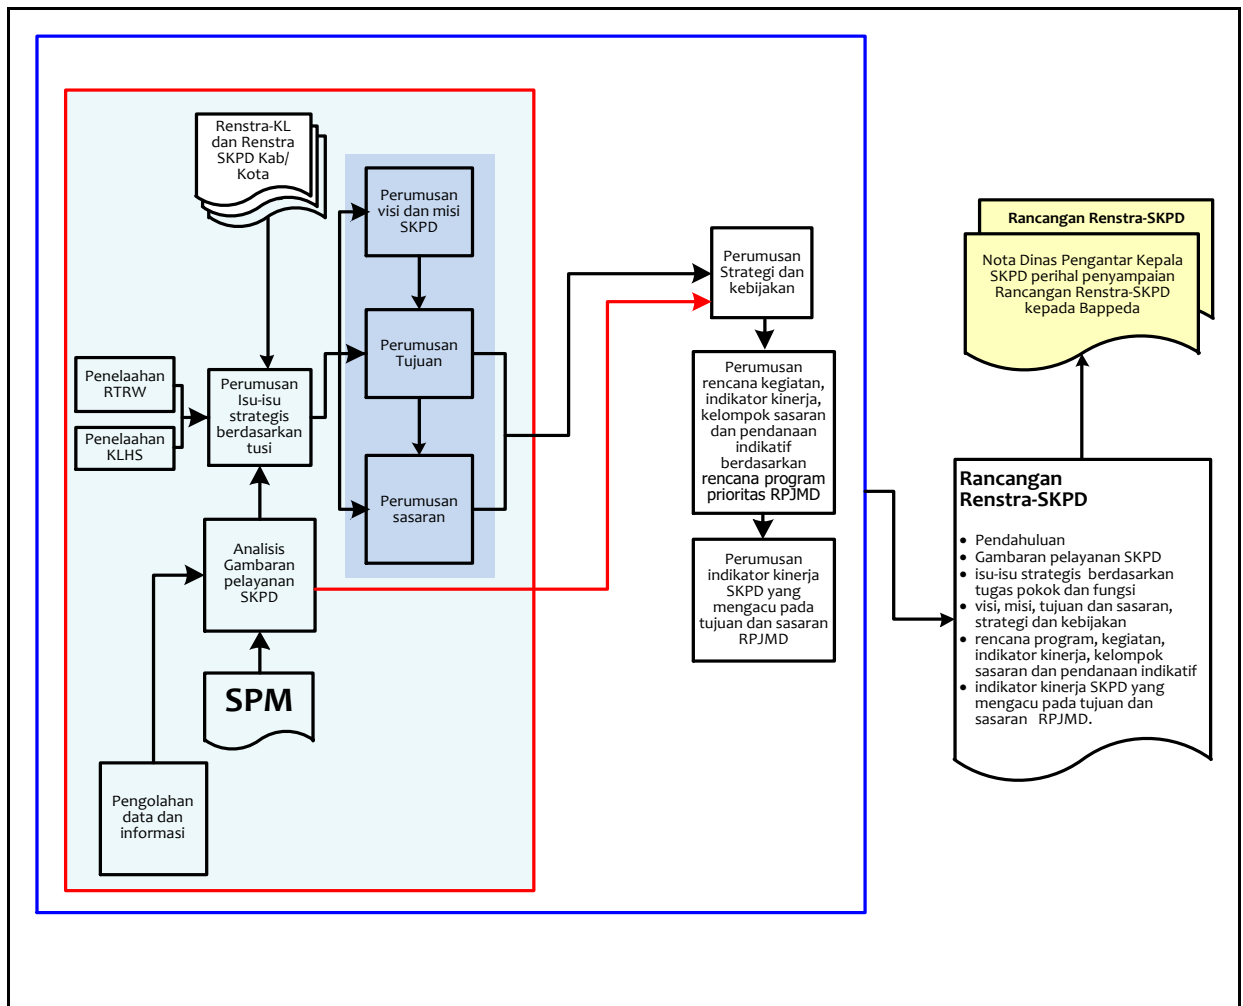 Renstra-KL
dan Renstra
SKPD Kab/
Kota
Perumusan
visi dan misi
SKPD
Perumusan
Tujuan
Perumusan
sasaran
Penelaahan
RTRW
Penelaahan
KLHS
Perumusan
Isu-isu
strategis
berdasarkan
tusi
Analisis
Gambaran
pelayanan
SKPD
SPM
Pengolahan
data dan
informasi
Perumusan
Strategi dan
kebijakan
Perumusan
rencana kegiatan,
indikator kinerja,
kelompok sasaran
dan pendanaan
indikatif
berdasarkan
rencana program
prioritas RPJMD
Perumusan
indikator kinerja
SKPD yang
mengacu pada
tujuan dan sasaran
RPJMD
Rancangan Renstra-SKPD
Nota Dinas Pengantar Kepala
SKPD perihal penyampaian
Rancangan Renstra-SKPD
kepada Bappeda
Rancangan
Renstra-SKPD
• Pendahuluan
• Gambaran pelayanan SKPD
• isu-isu strategis berdasarkan
tugas pokok dan fungsi
• visi, misi, tujuan dan sasaran,
strategi dan kebijakan
• rencana program, kegiatan,
indikator kinerja, kelompok
sasaran dan pendanaan indikatif
• indikator kinerja SKPD yang
mengacu pada tujuan dan
sasaran RPJMD.